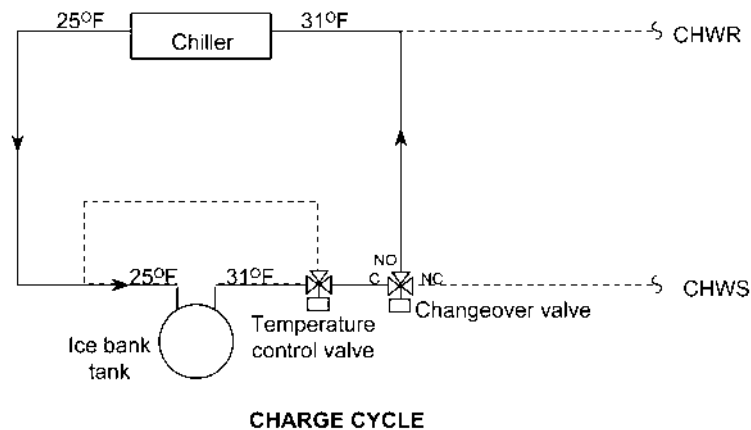 25°F
Chiller
31°F
CHWR
NO
C
NC
25°F
31°F
CHWS
Temperature
control valve
Changeover valve
Ice bank
tank
CHARGE CYCLE